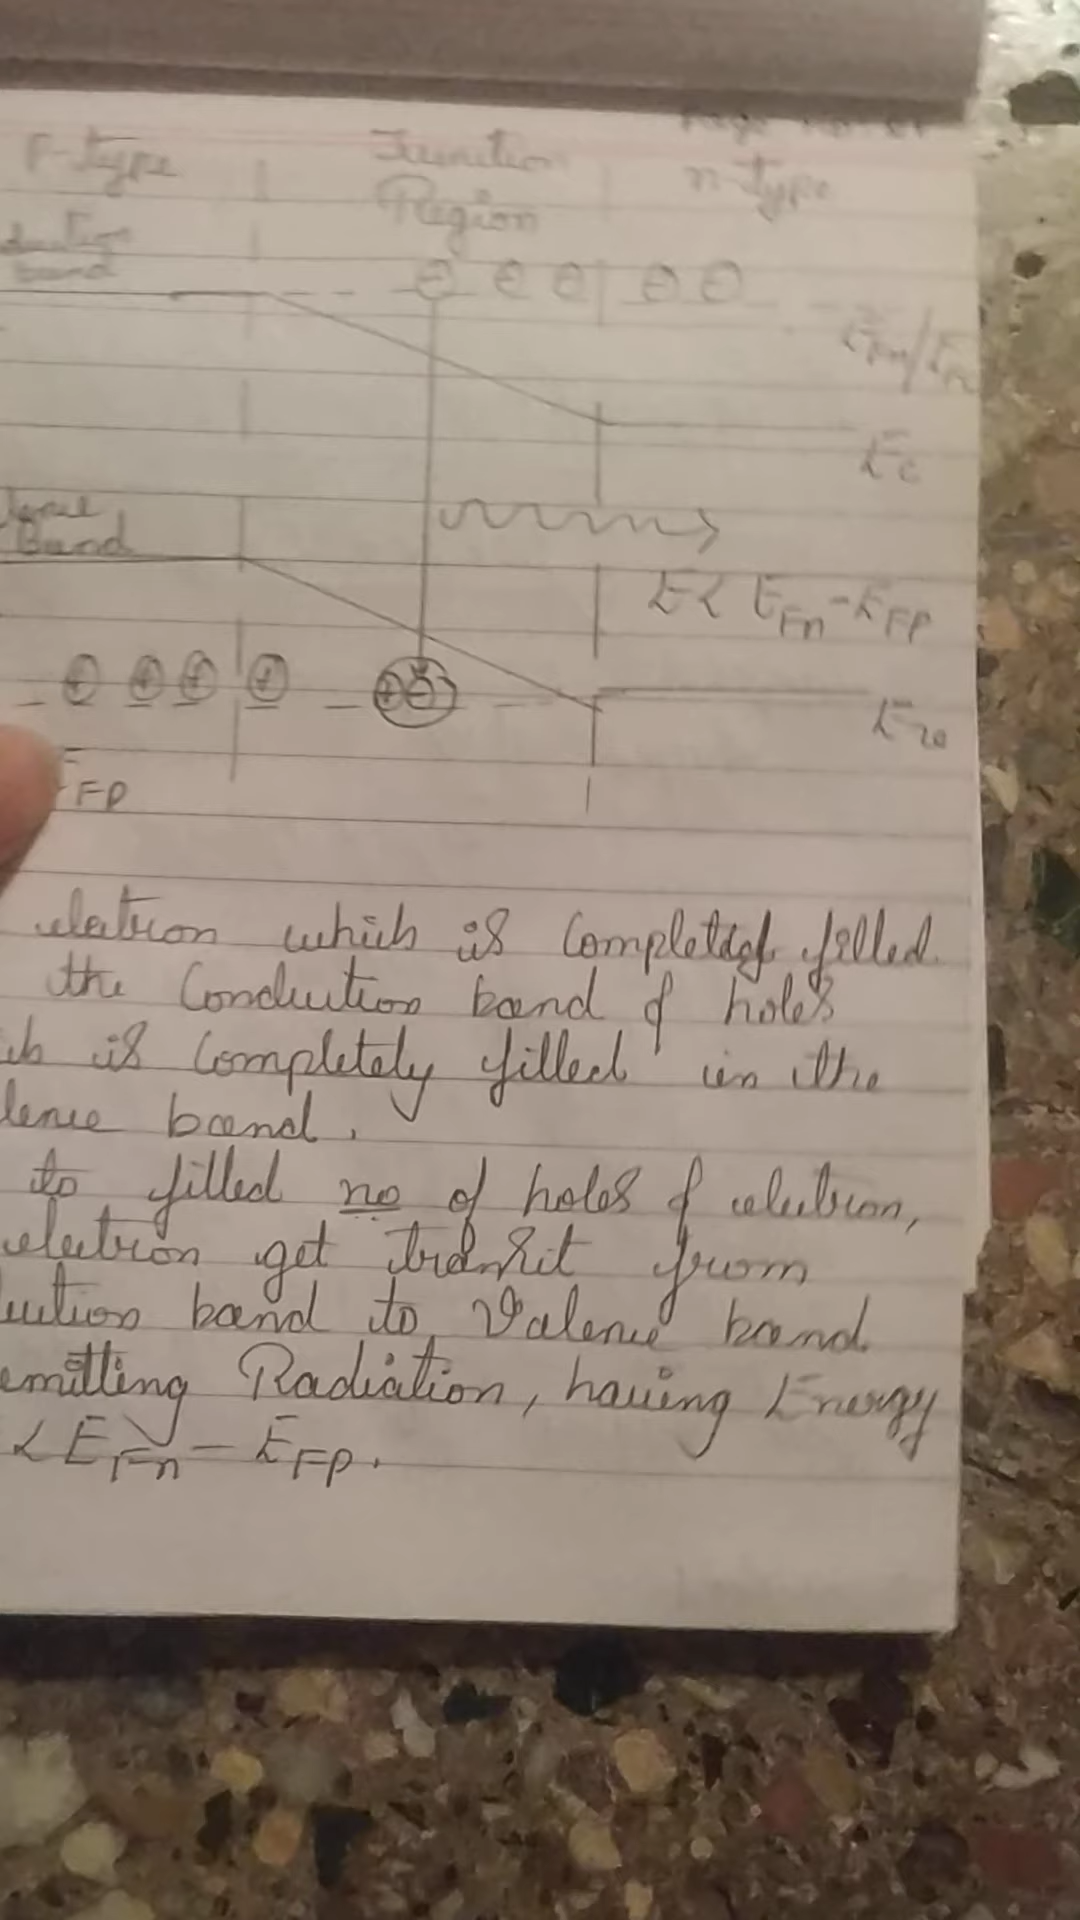 P-type Junction n-type
Region
band
Ec
Band
E< EFn - EFP
Ev
FP
electron which is completely filled
the Conduction band & holes
is completely filled in the
band.
to filled no of holes & electron,
electron get transit from
band to Valence band
emitting Radiation, having Energy
< EFn - EFP.